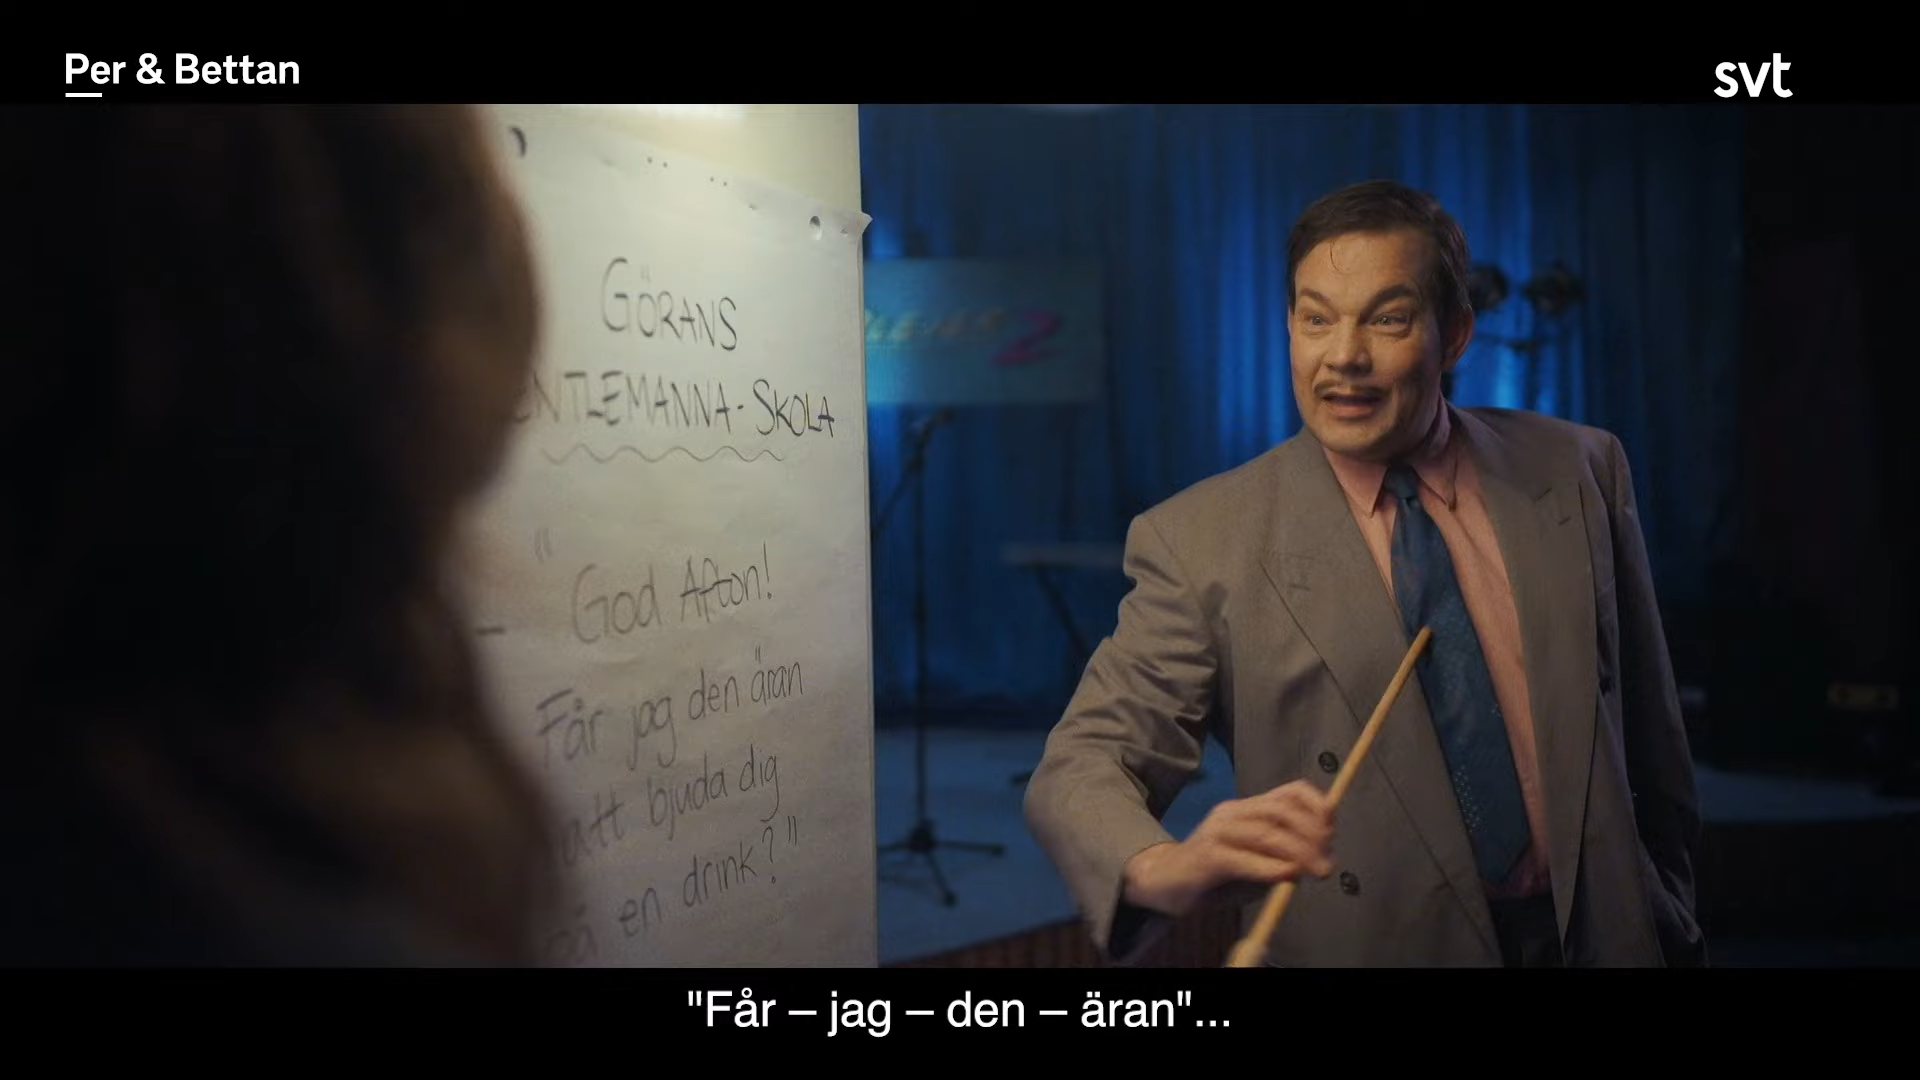 Per & Bettan
svt
GÖRANS
NTLEMANNA-SKOLA
"God Afton!
Får jag den äran
att bjuda dig
på en drink?"
"Får – jag – den – äran"...